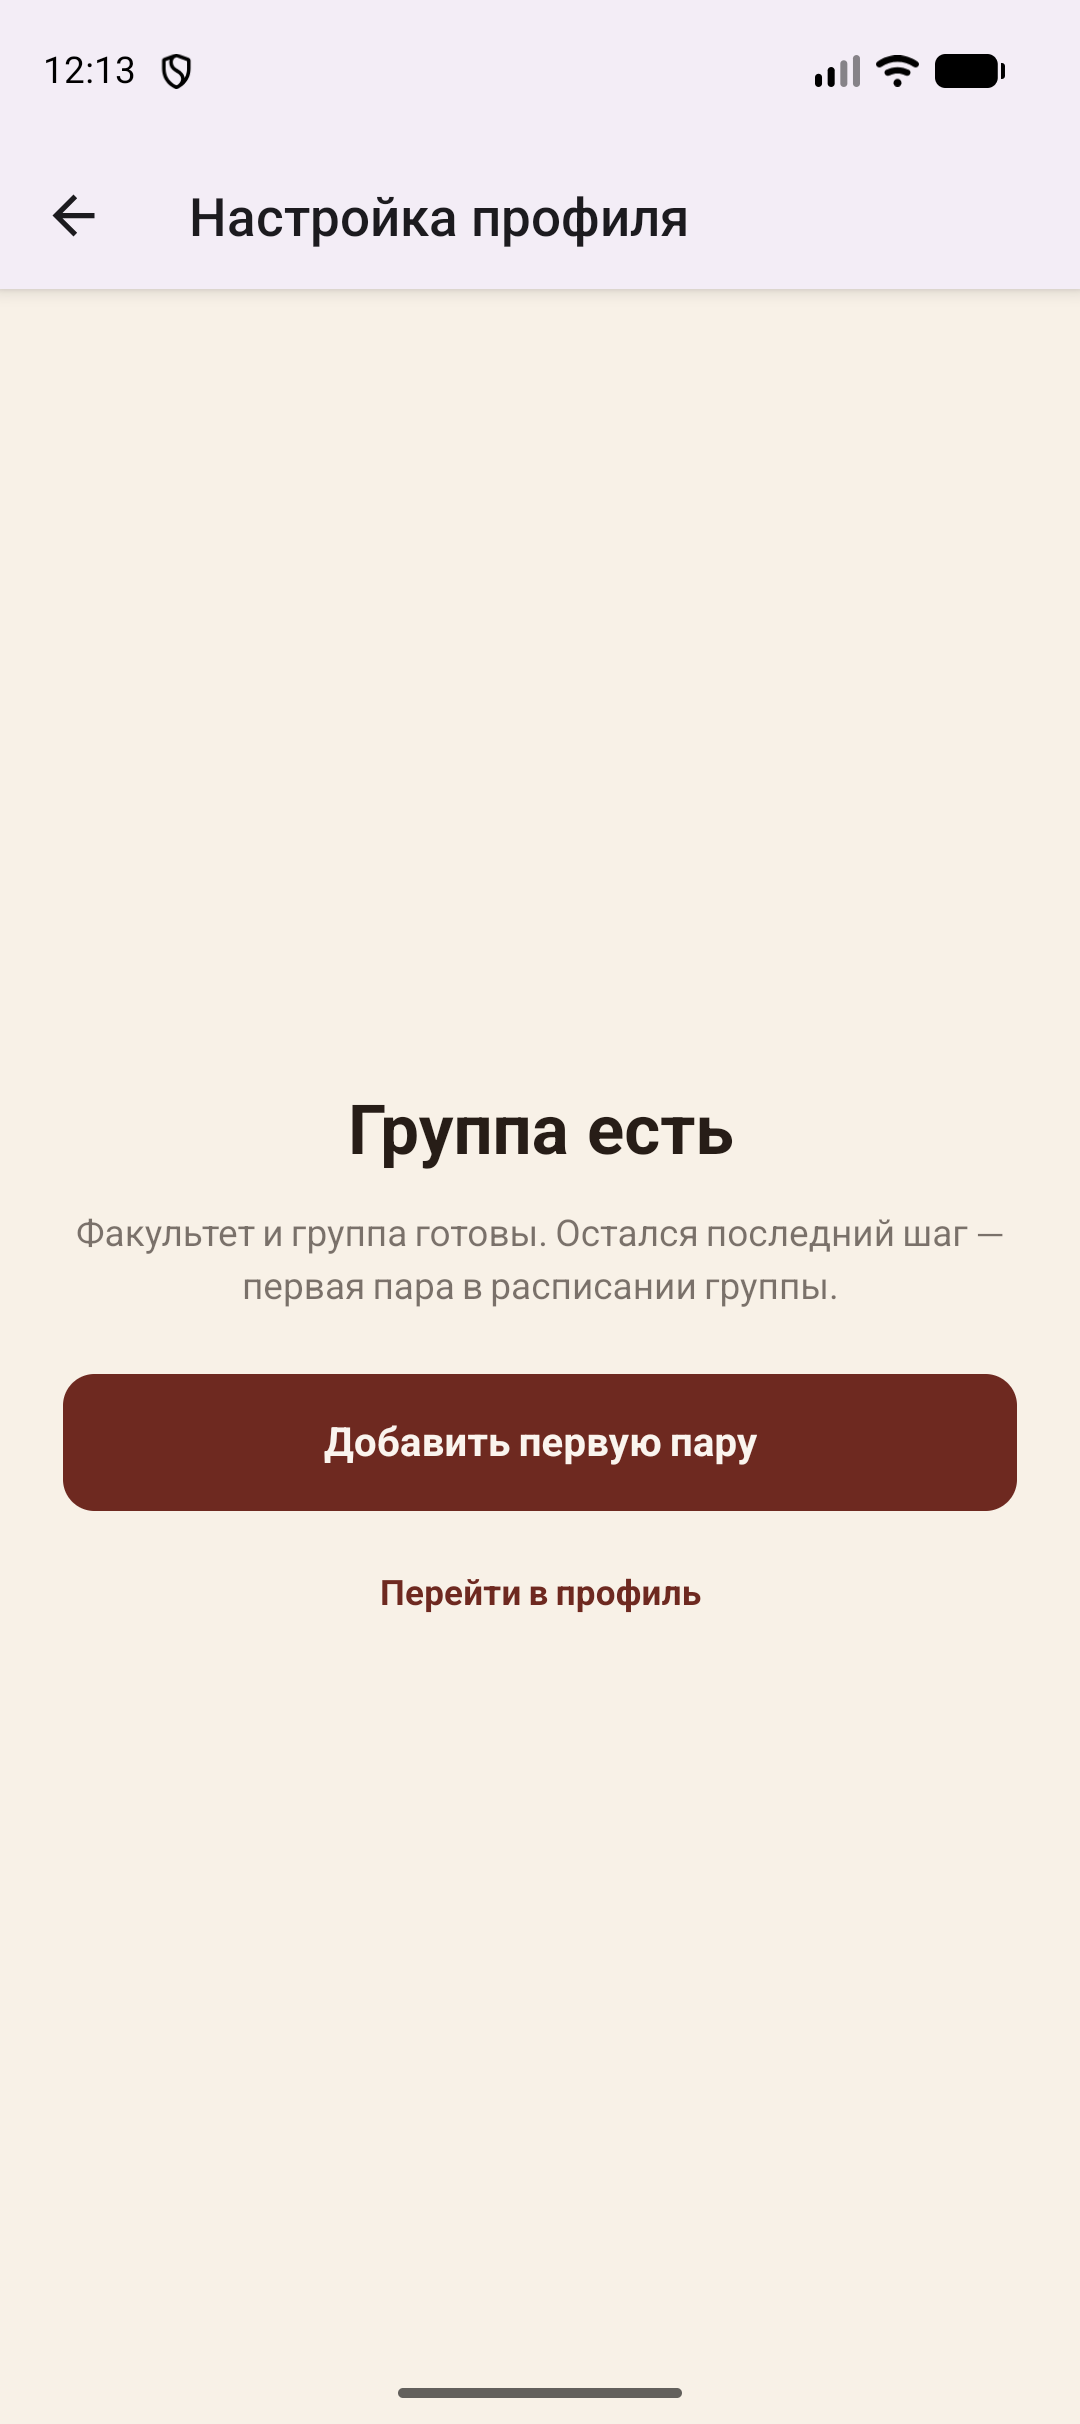 12:13
Настройка профиля
Группа есть
Факультет и группа готовы. Остался последний шаг —
первая пара в расписании группы.
Добавить первую пару
Перейти в профиль